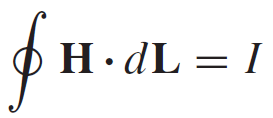 ∮ H · dL = I